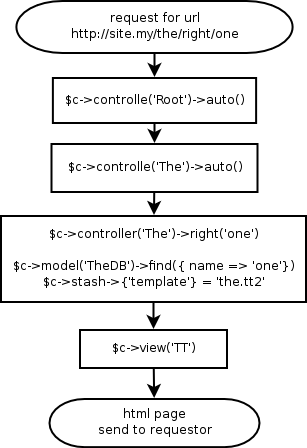 request for url
http://site.my/the/right/one
$c->controlle('Root')->auto()
$c->controlle('The')->auto()
$c->controller('The')->right('one')
$c->model('TheDB')->find({ name => 'one'})
$c->stash->{'template'} = 'the.tt2'
$c->view('TT')
html page
send to requestor